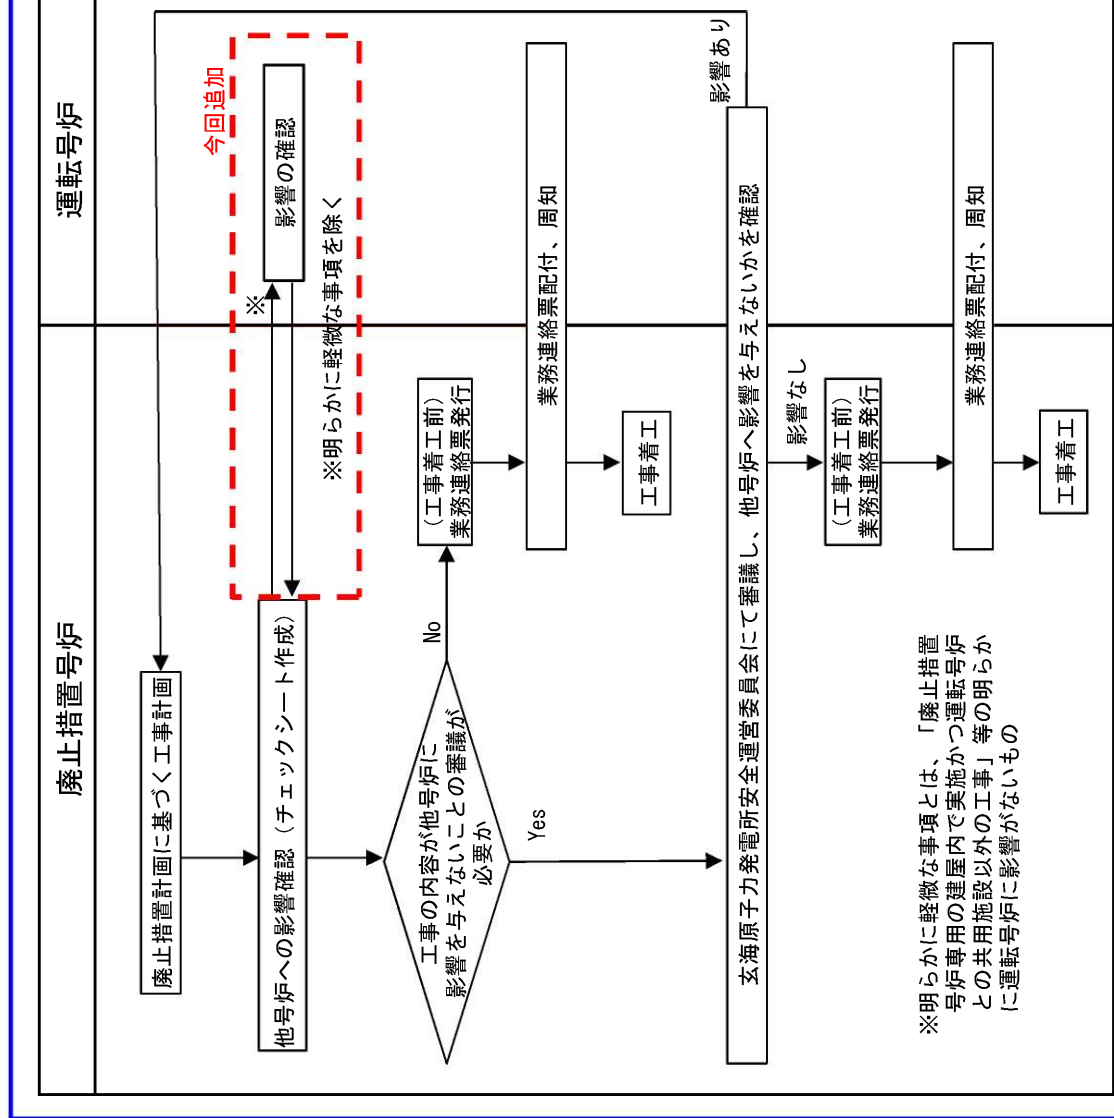 廃止措置号炉
運転号炉
廃止措置計画に基づく工事計画
今回追加
他号炉への影響確認（チェックシート作成）
※
影響の確認
※明らかに軽微な事項を除く
工事の内容が他号炉に
影響を与えないことの審議が
必要か
No
（工事着工前）
業務連絡票発行
業務連絡票配付、周知
Yes
工事着工
影響あり
玄海原子力発電所安全運営委員会にて審議し、他号炉へ影響を与えないかを確認
影響なし
（工事着工前）
業務連絡票発行
業務連絡票配付、周知
工事着工
※明らかに軽微な事項とは、「廃止措置
号炉専用の建屋内で実施かつ運転号炉
との共用施設以外の工事」等の明らか
に運転号炉に影響がないもの